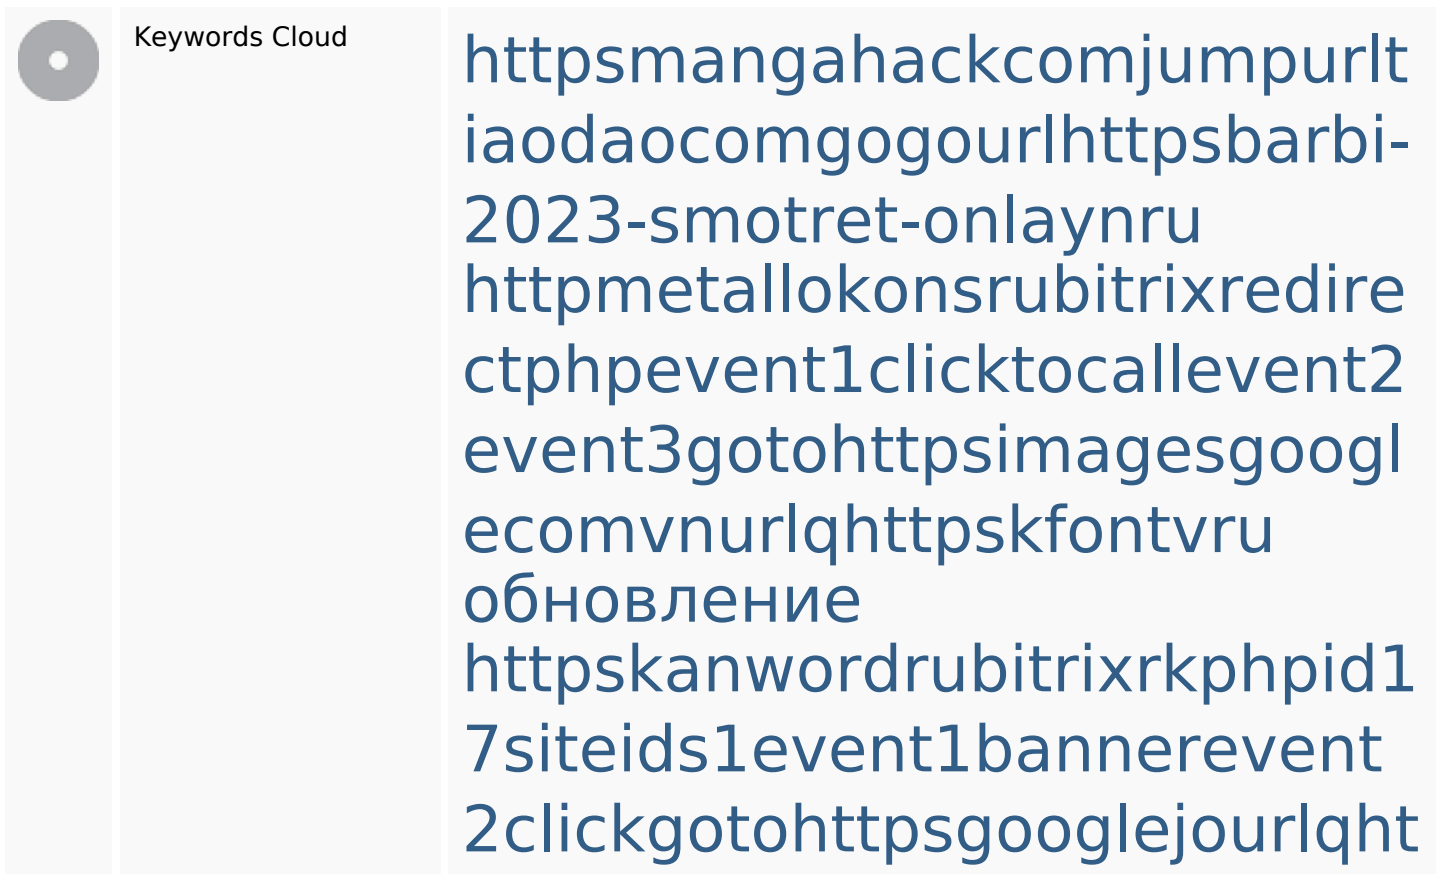 Keywords Cloud
httpsmangahackcomjumpurlt
iaodaocomgogourlhttpsbarbi-
2023-smotret-onlaynru
httpmetallokonsrubitrixredire
ctphpevent1clicktocallevent2
event3gotohttpsimagesgoogl
ecomvnurlqhttpskfontvru
обновление
httpskanwordrubitrixrkphpid1
7siteids1event1bannerevent
2clickgotohttpsgooglejourlqht